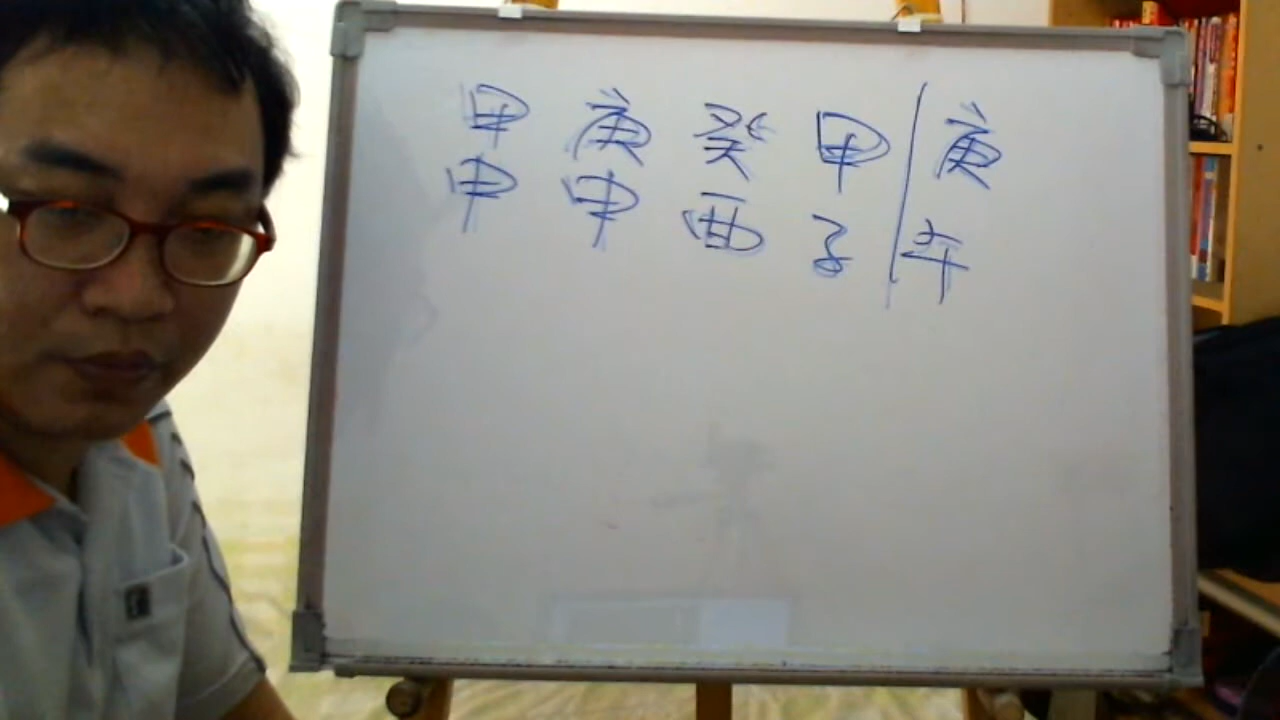 甲 庚 癸 甲 | 庚
申 申 酉 子 | 午